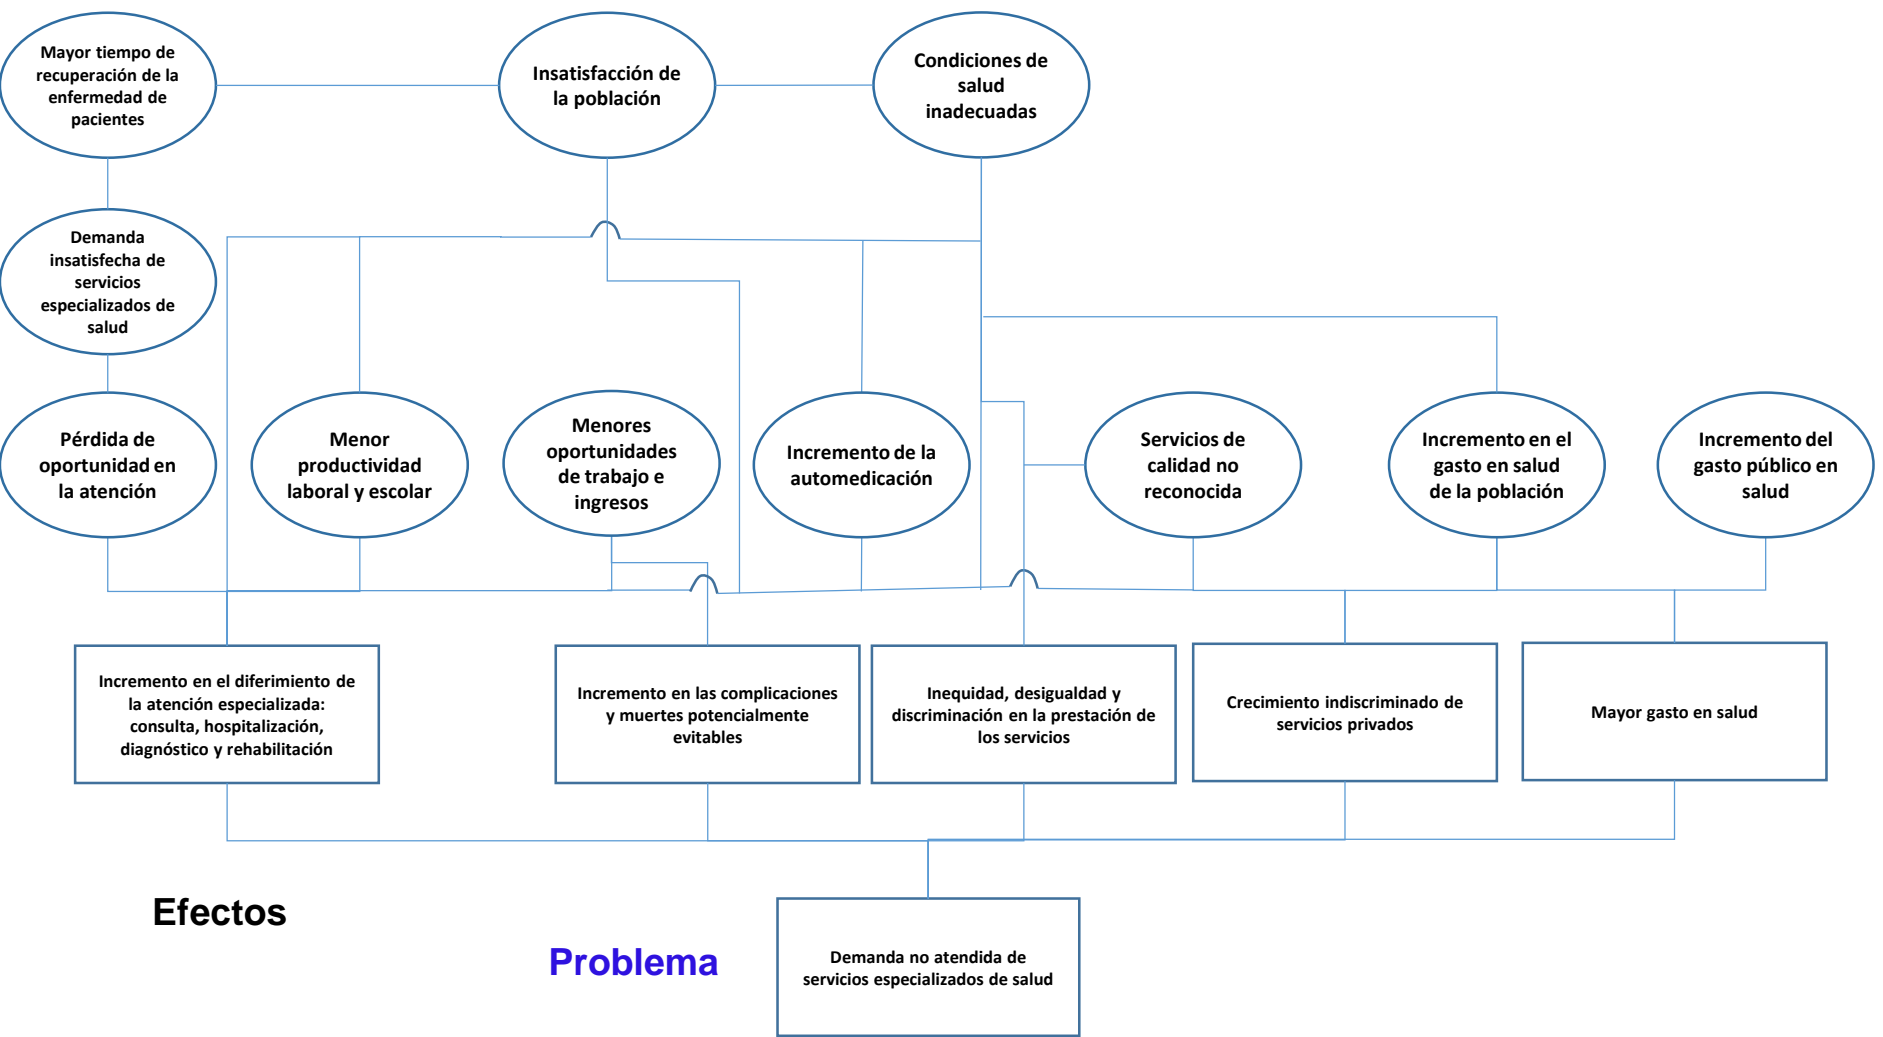 Mayor tiempo de
recuperación de la
enfermedad de
pacientes
Insatisfacción de
la población
Condiciones de
salud
inadecuadas
Demanda
insatisfecha de
servicios
especializados de
salud
Pérdida de
oportunidad en
la atención
Menor
productividad
laboral y escolar
Menores
oportunidades
de trabajo e
ingresos
Incremento de la
automedicación
Servicios de
calidad no
reconocida
Incremento en el
gasto en salud
de la población
Incremento del
gasto público en
salud
Incremento en el diferimiento de
la atención especializada:
consulta, hospitalización,
diagnóstico y rehabilitación
Incremento en las complicaciones
y muertes potencialmente
evitables
Inequidad, desigualdad y
discriminación en la prestación de
los servicios
Crecimiento indiscriminado de
servicios privados
Mayor gasto en salud
Efectos
Problema
Demanda no atendida de
servicios especializados de salud